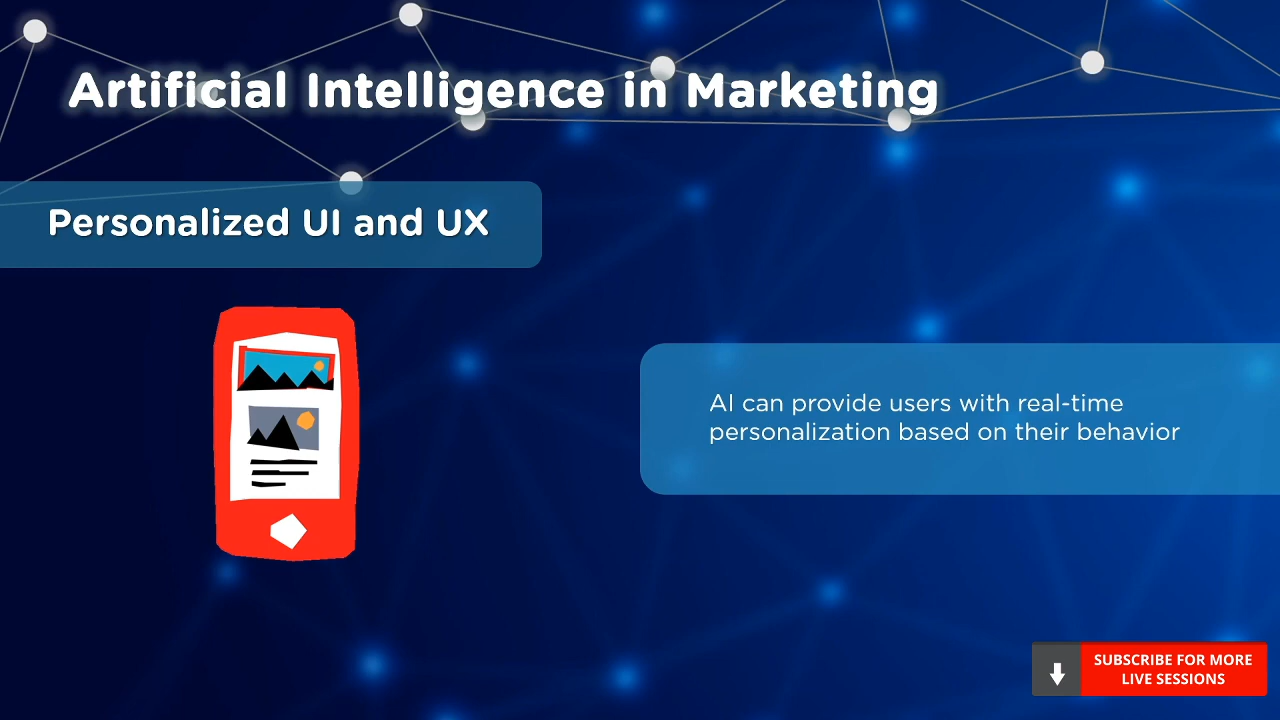 Artificial Intelligence in Marketing
Personalized UI and UX
AI can provide users with real-time
personalization based on their behavior
SUBSCRIBE FOR MORE
LIVE SESSIONS